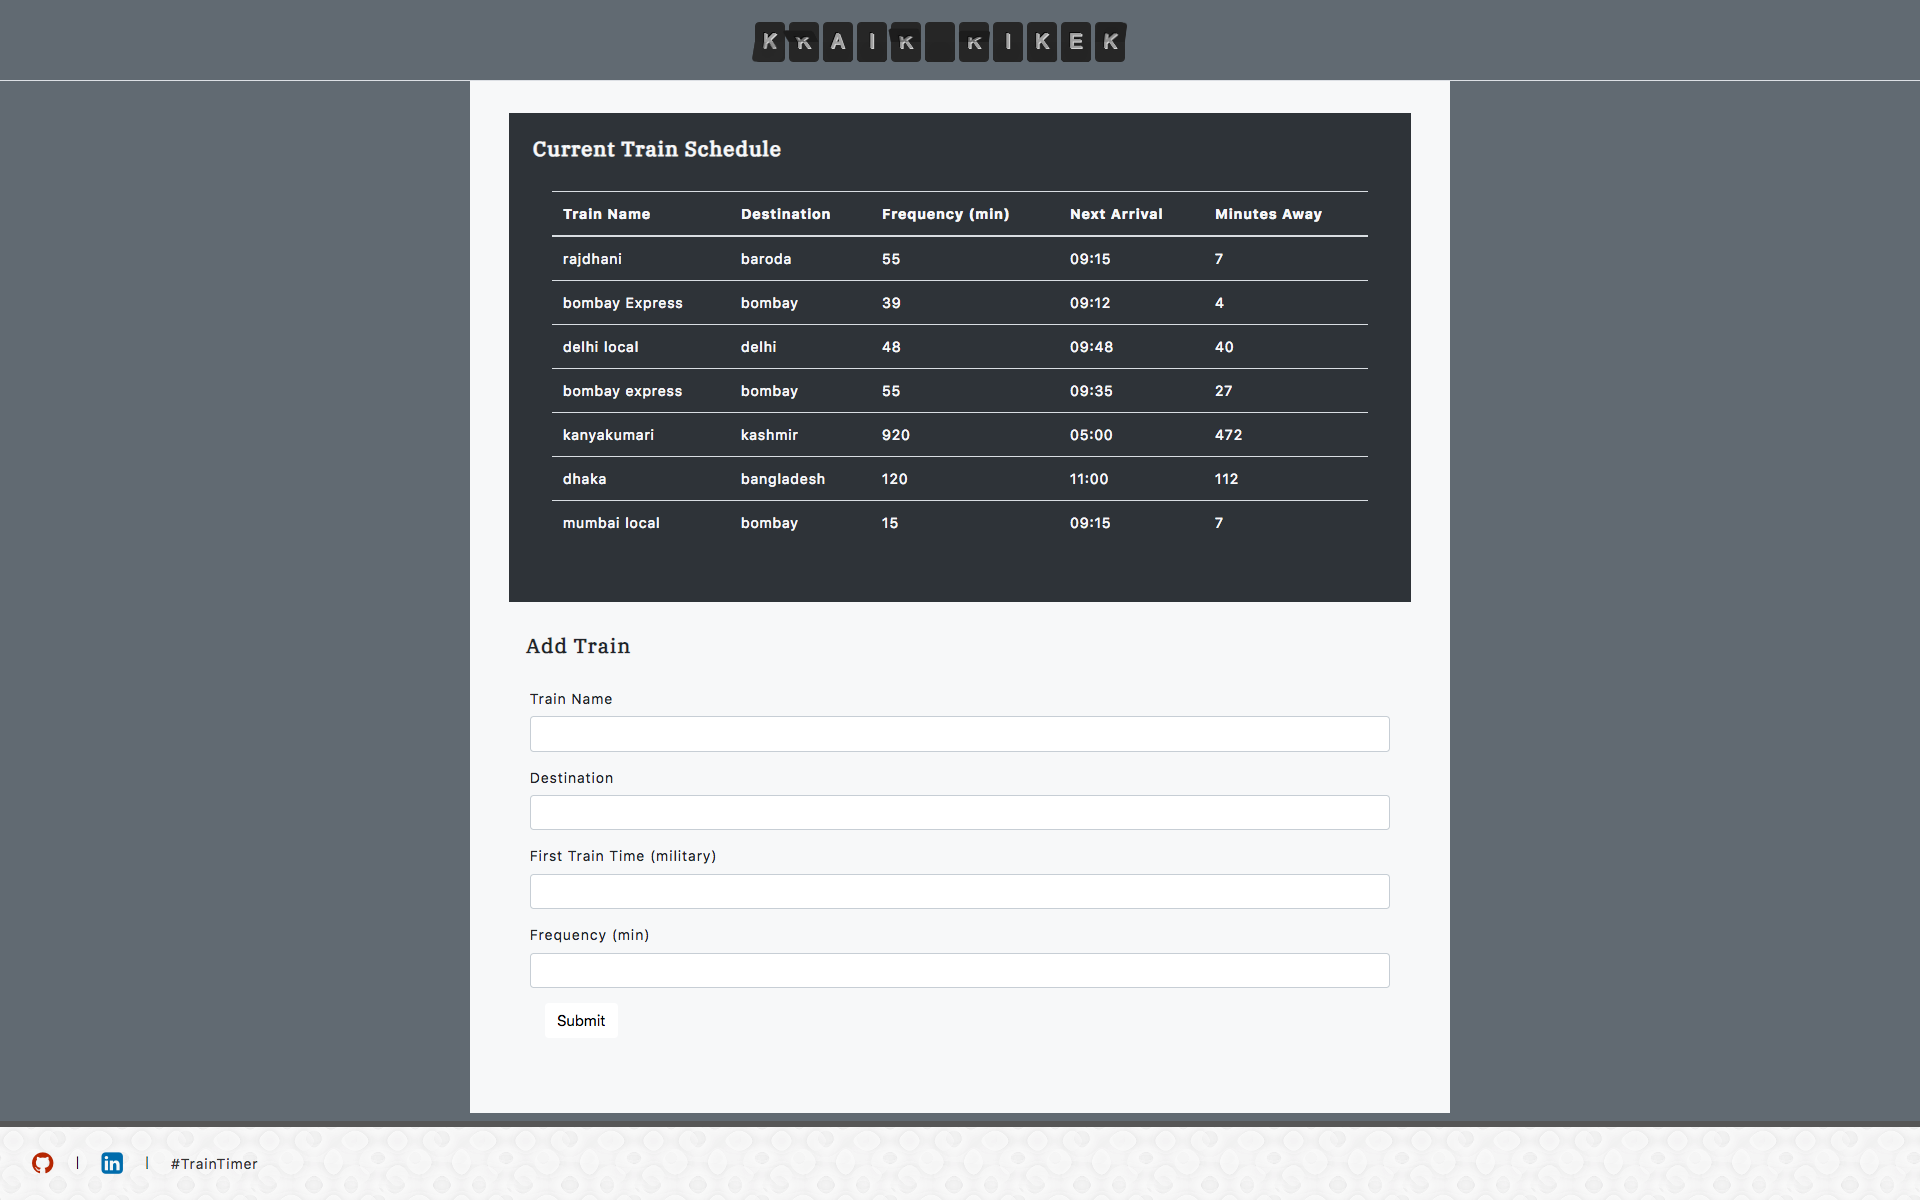 KKAIK KIKEK
Current Train Schedule
Train Name Destination Frequency (min) Next Arrival Minutes Away
rajdhani baroda 55 09:15 7
bombay Express bombay 39 09:12 4
delhi local delhi 48 09:48 40
bombay express bombay 55 09:35 27
kanyakumari kashmir 920 05:00 472
dhaka bangladesh 120 11:00 112
mumbai local bombay 15 09:15 7
Add Train
Train Name
Destination
First Train Time (military)
Frequency (min)
Submit
| in | #TrainTimer